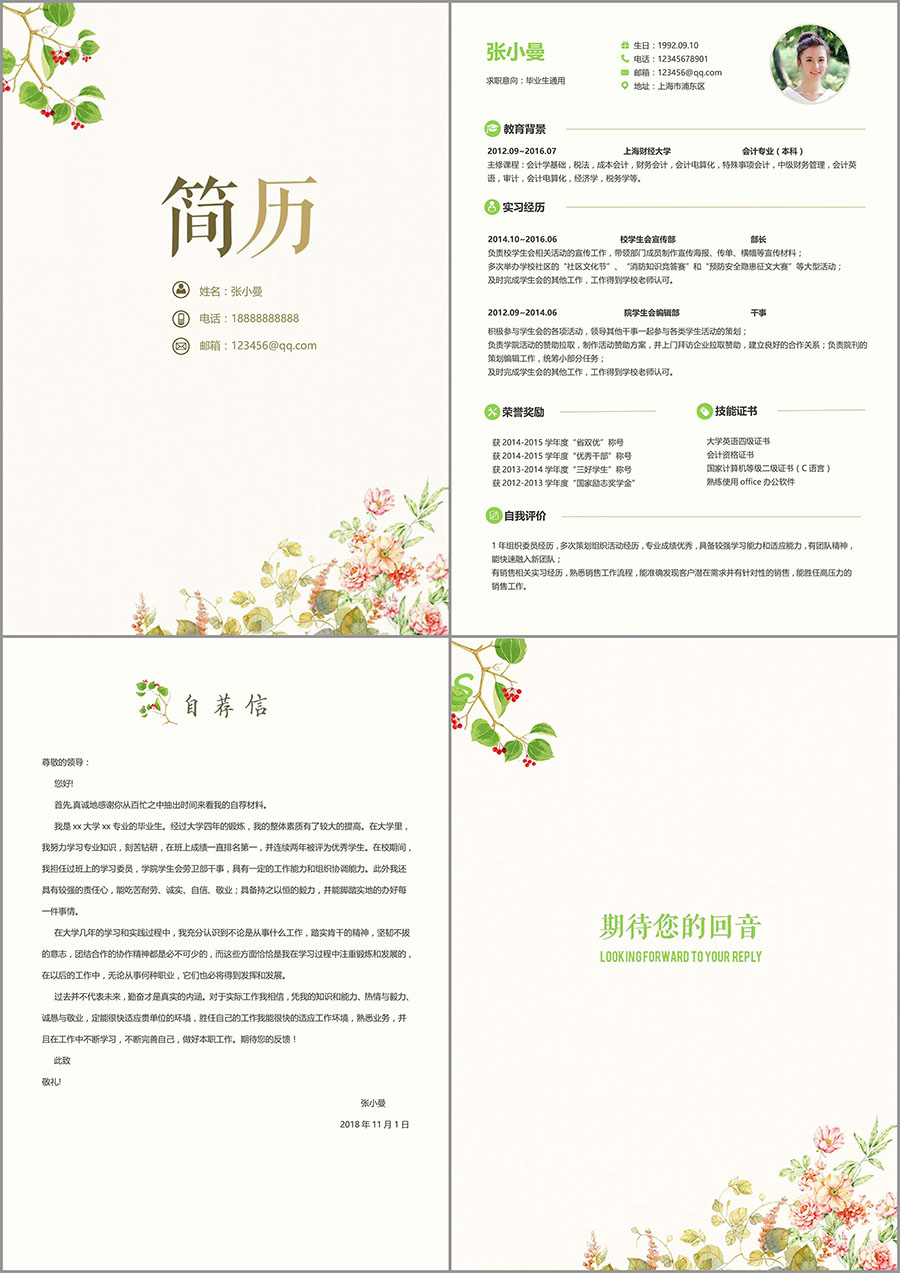 简历
姓名：张小曼
电话：18888888888
邮箱：123456@qq.com
张小曼
求职意向：毕业生通用
生日：1992.09.10
电话：12345678901
邮箱：123456@qq.com
地址：上海市浦东区
教育背景
2012.09~2016.07 上海财经大学 会计专业（本科）
主修课程：会计学基础，税法，成本会计，财务会计，会计电算化，特殊事项会计，中级财务管理，会计英
语，审计，会计电算化，经济学，税务学等。
实习经历
2014.10~2016.06 校学生会宣传部 部长
负责校学生会相关活动的宣传工作，带领部门成员制作宣传海报、传单、横幅等宣传材料；
多次举办学校社区的“社区文化节”、“消防知识竞答赛”和“预防安全隐患征文大赛”等大型活动；
及时完成学生会的其他工作，工作得到学校老师认可。
2012.09~2014.06 院学生会编辑部 干事
积极参与学生会的各项活动，领导其他干事一起参与各类学生活动的策划；
负责学院活动的赞助拉取，制作活动赞助方案，并上门拜访企业拉取赞助，建立良好的合作关系；负责院刊的
策划编辑工作，统筹小部分任务；
及时完成学生会的其他工作，工作得到学校老师认可。
荣誉奖励
获 2014-2015 学年度“省双优”称号
获 2014-2015 学年度“优秀干部”称号
获 2013-2014 学年度“三好学生”称号
获 2012-2013 学年度“国家励志奖学金”
技能证书
大学英语四级证书
会计资格证书
国家计算机等级二级证书（C 语言）
熟练使用 office 办公软件
自我评价
1 年组织委员经历，多次策划组织活动经历，专业成绩优秀，具备较强学习能力和适应能力，有团队精神，
能快速融入新团队；
有销售相关实习经历，熟悉销售工作流程，能准确发现客户潜在需求并有针对性的销售，能胜任高压力的
销售工作。
自荐信
尊敬的领导：
您好!
首先,真诚地感谢你从百忙之中抽出时间来看我的自荐材料。
我是 xx 大学 xx 专业的毕业生。经过大学四年的锻炼，我的整体素质有了较大的提高。在大学里，
我努力学习专业知识，刻苦钻研，在班上成绩一直排名第一，并连续两年被评为优秀学生。在校期间，
我担任过班上的学习委员，学院学生会劳卫部干事，具有一定的工作能力和组织协调能力。此外我还
具有较强的责任心，能吃苦耐劳、诚实、自信、敬业；具备持之以恒的毅力，并能脚踏实地的办好每
一件事情。
在大学几年的学习和实践过程中，我充分认识到不论是从事什么工作，踏实肯干的精神，坚韧不拔
的意志，团结合作的协作精神都是必不可少的，而这些方面恰恰是我在学习过程中注重锻炼和发展的，
在以后的工作中，无论从事何种职业，它们也必将得到发挥和发展。
过去并不代表未来，勤奋才是真实的内涵。对于实际工作我相信，凭我的知识和能力、热情与毅力、
诚恳与敬业，定能很快适应贵单位的环境，胜任自己的工作我能很快的适应工作环境，熟悉业务，并
且在工作中不断学习，不断完善自己，做好本职工作。期待您的反馈！
此致
敬礼!
张小曼
2018 年 11 月 1 日
S
期待您的回音
LOOKING FORWARD TO YOUR REPLY